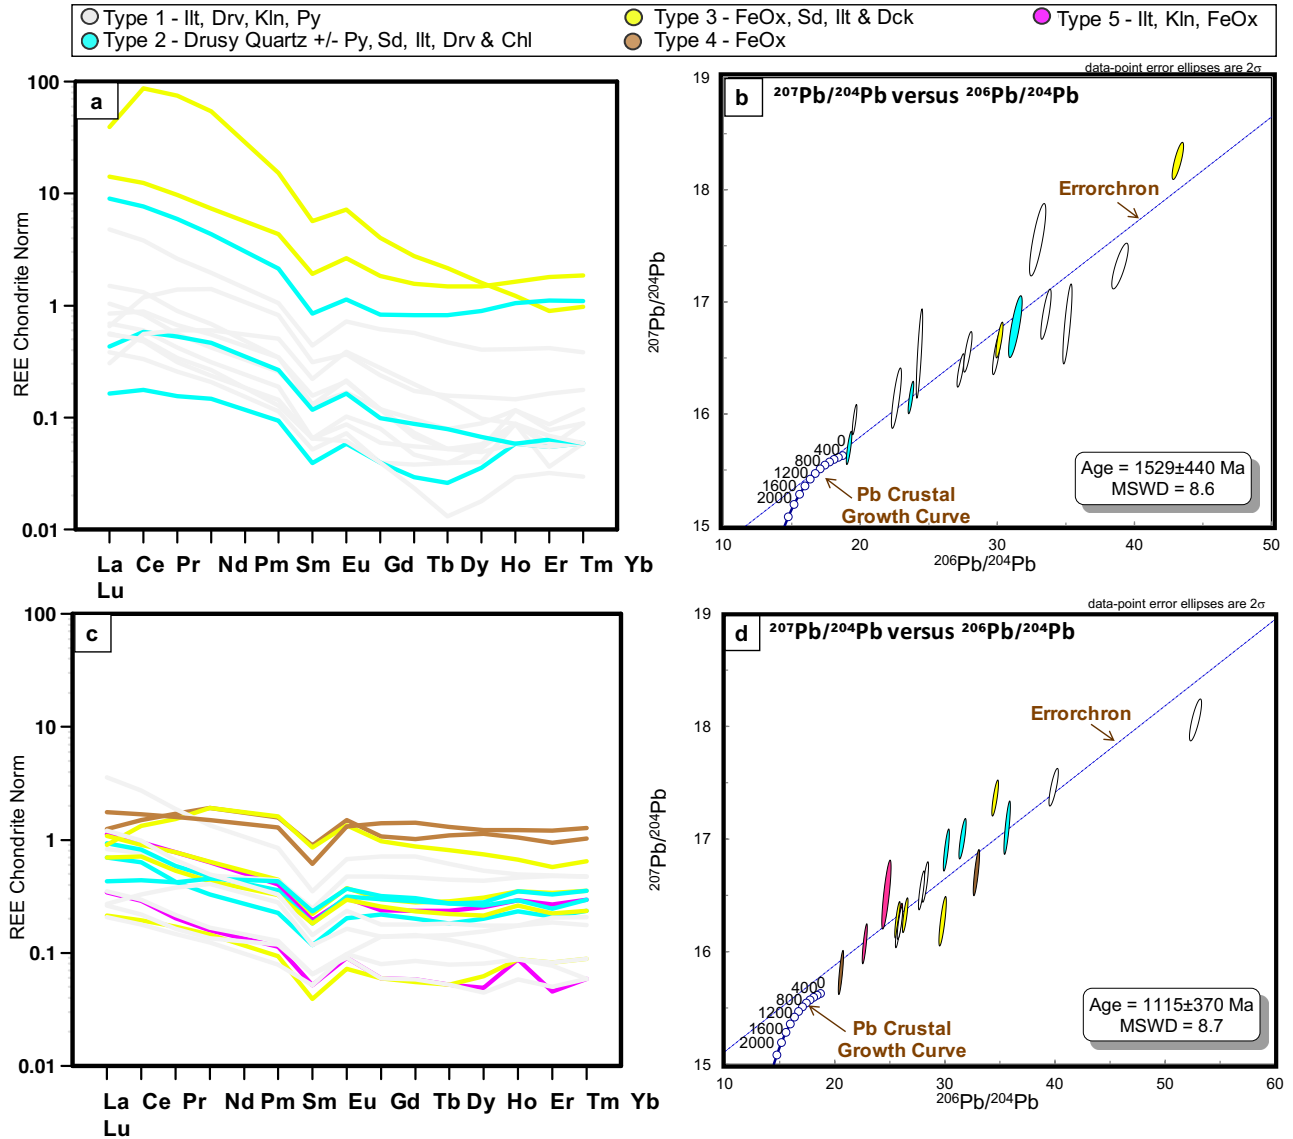 Type 1 - Ilt, Drv, Kln, Py
Type 3 - FeOx, Sd, Ilt & Dck
Type 5 - Ilt, Kln, FeOx
Type 2 - Drusy Quartz +/- Py, Sd, Ilt, Drv & Chl
Type 4 - FeOx
a
100
10
1
0.1
0.01
REE Chondrite Norm
La Ce Pr Nd Pm Sm Eu Gd Tb Dy Ho Er Tm Yb
Lu
data-point error ellipses are 2σ
b
²⁰⁷Pb/²⁰⁴Pb versus ²⁰⁶Pb/²⁰⁴Pb
19
18
17
16
15
²⁰⁷Pb/²⁰⁴Pb
Errorchron
0
400
800
1200
1600
2000
Pb Crustal
Growth Curve
Age = 1529±440 Ma
MSWD = 8.6
10 20 30 40 50
²⁰⁶Pb/²⁰⁴Pb
c
100
10
1
0.1
0.01
REE Chondrite Norm
La Ce Pr Nd Pm Sm Eu Gd Tb Dy Ho Er Tm Yb
Lu
data-point error ellipses are 2σ
d
²⁰⁷Pb/²⁰⁴Pb versus ²⁰⁶Pb/²⁰⁴Pb
19
18
17
16
15
²⁰⁷Pb/²⁰⁴Pb
Errorchron
0
400
800
1200
1600
2000
Pb Crustal
Growth Curve
Age = 1115±370 Ma
MSWD = 8.7
10 20 30 40 50 60
²⁰⁶Pb/²⁰⁴Pb